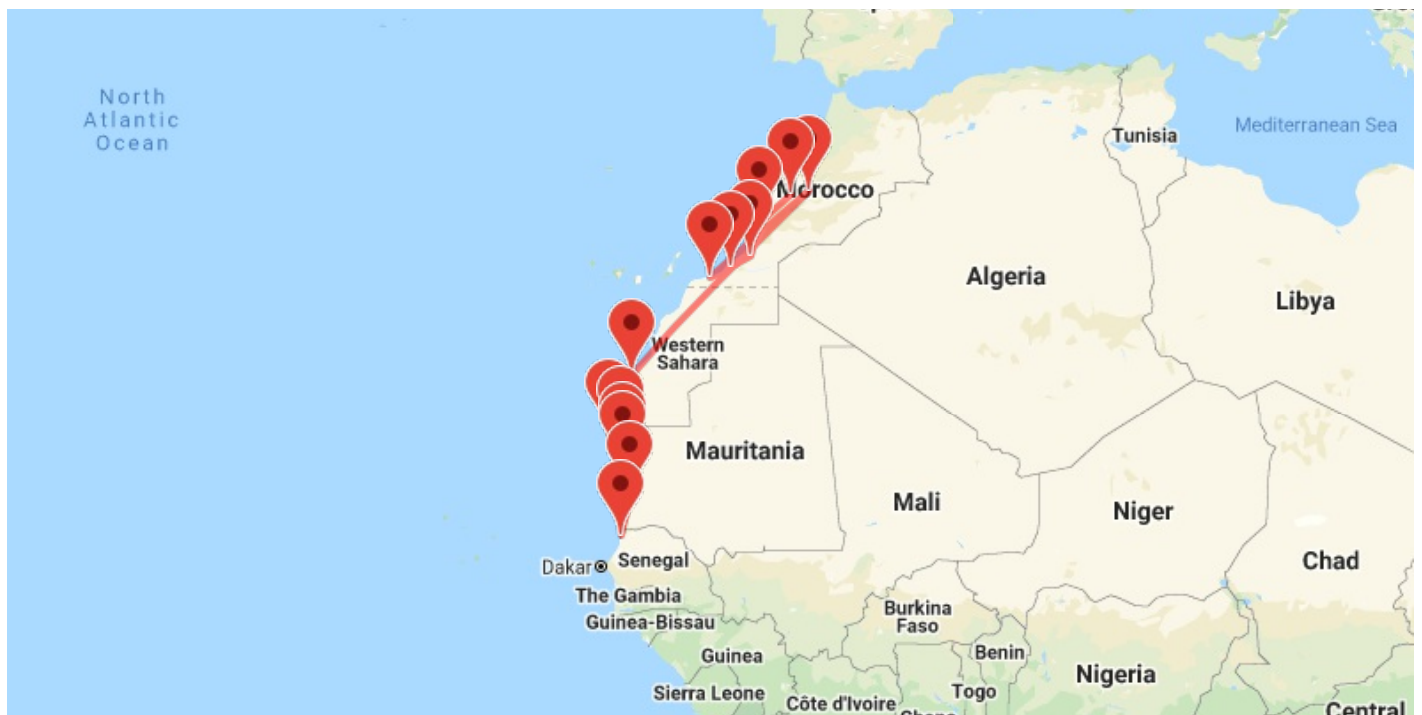 North
Atlantic
Ocean
Tunisia
Mediterranean Sea
Morocco
Algeria
Libya
Western
Sahara
Mauritania
Mali
Niger
Chad
Dakar
Senegal
The Gambia
Guinea-Bissau
Burkina
Faso
Guinea
Benin
Nigeria
Sierra Leone
Togo
Côte d'Ivoire
Central